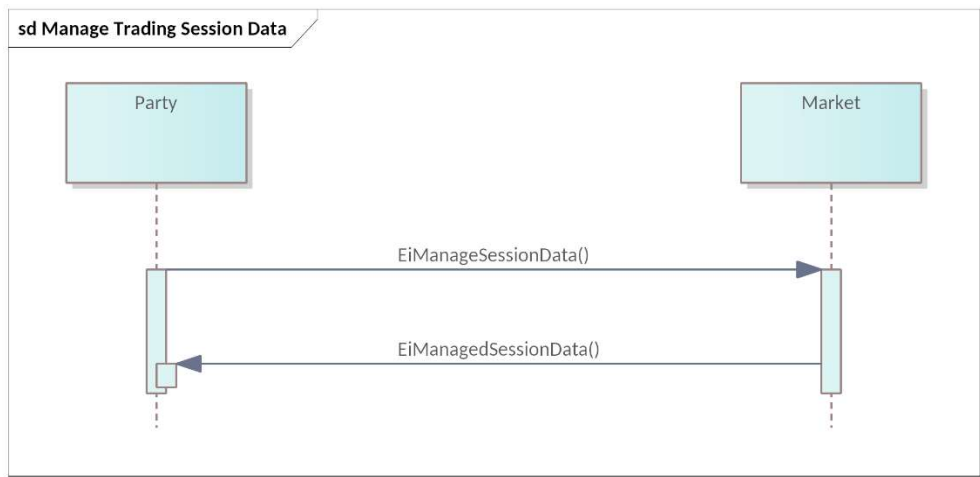 sd Manage Trading Session Data
Party
Market
EiManageSessionData()
EiManagedSessionData()